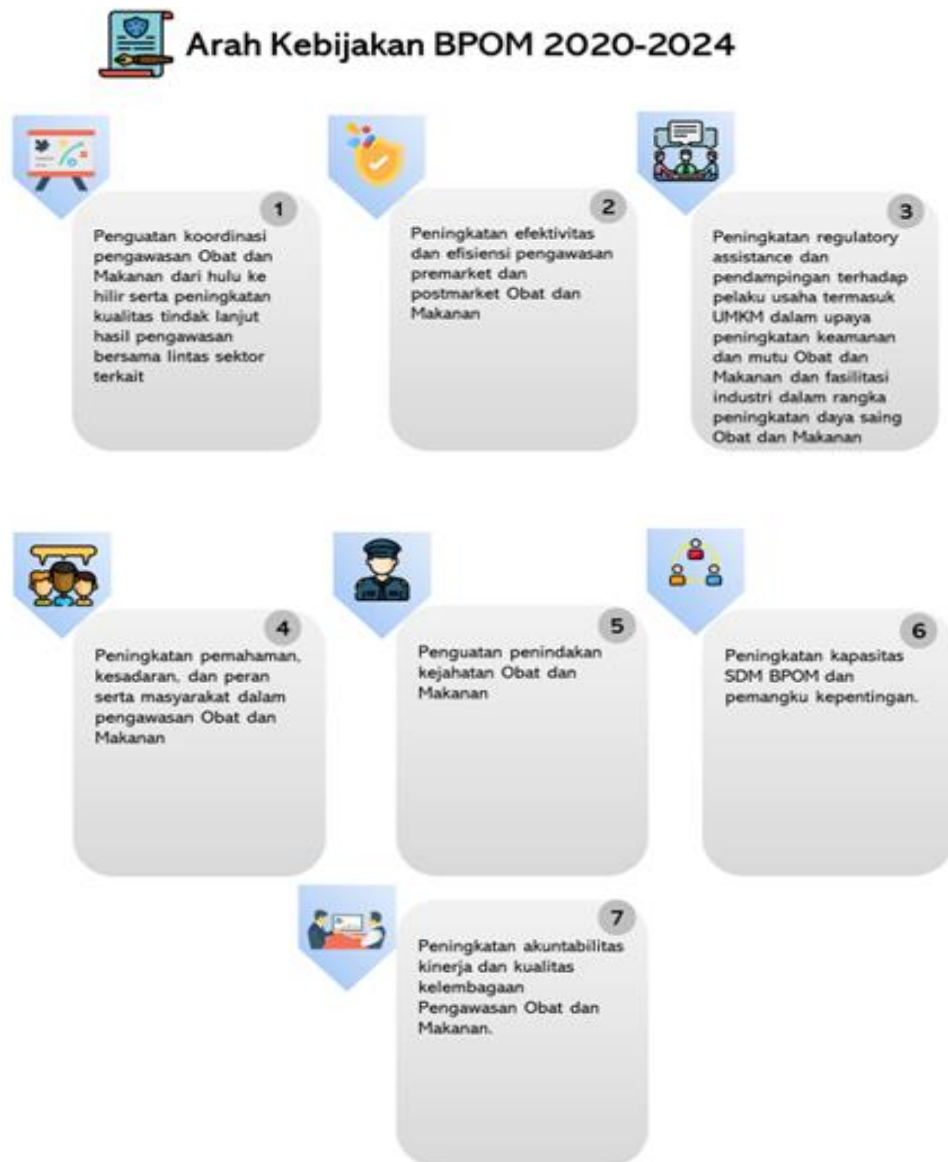 Arah Kebijakan BPOM 2020-2024
1
Penguatan koordinasi
pengawasan Obat dan
Makanan dari hulu ke
hilir serta peningkatan
kualitas tindak lanjut
hasil pengawasan
bersama lintas sektor
terkait
2
Peningkatan efektivitas
dan efisiensi pengawasan
premarket dan
postmarket Obat dan
Makanan
3
Peningkatan regulatory
assistance dan
pendampingan terhadap
pelaku usaha termasuk
UMKM dalam upaya
peningkatan keamanan
dan mutu Obat dan
Makanan dan fasilitasi
industri dalam rangka
peningkatan daya saing
Obat dan Makanan
4
Peningkatan pemahaman,
kesadaran, dan peran
serta masyarakat dalam
pengawasan Obat dan
Makanan
5
Penguatan penindakan
kejahatan Obat dan
Makanan
6
Peningkatan kapasitas
SDM BPOM dan
pemangku kepentingan.
7
Peningkatan akuntabilitas
kinerja dan kualitas
kelembagaan
Pengawasan Obat dan
Makanan.